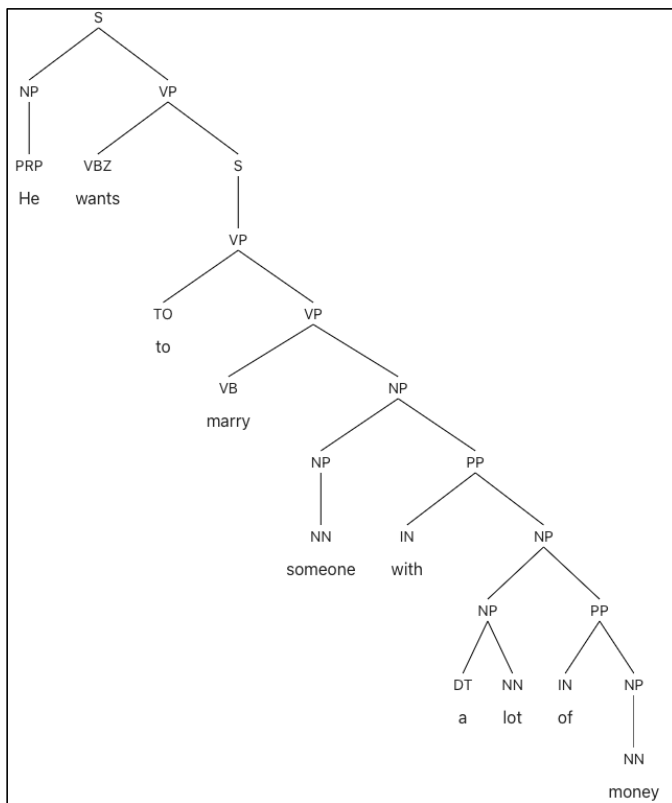 S
NP VP
PRP VBZ S
He wants
VP
TO VP
to
VB NP
marry
NP PP
NN IN NP
someone with
NP PP
DT NN IN NP
a lot of
NN
money